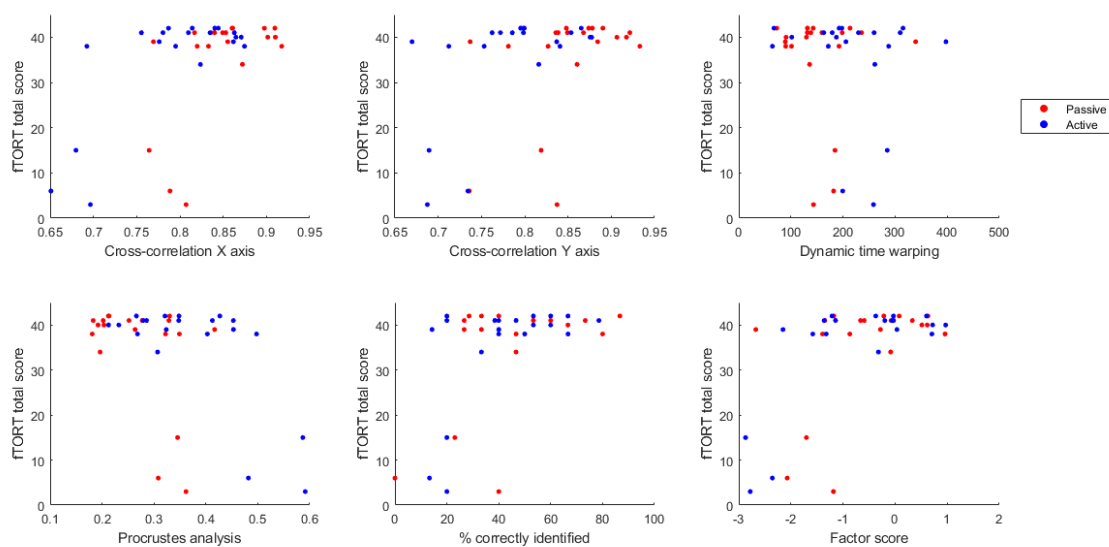 fTORT total score
40
30
20
10
0
0.65 0.7 0.75 0.8 0.85 0.9 0.95
Cross-correlation X axis
fTORT total score
40
30
20
10
0
0.65 0.7 0.75 0.8 0.85 0.9 0.95
Cross-correlation Y axis
fTORT total score
40
30
20
10
0
0 100 200 300 400 500
Dynamic time warping
Passive
Active
fTORT total score
40
30
20
10
0
0.1 0.2 0.3 0.4 0.5 0.6
Procrustes analysis
fTORT total score
40
30
20
10
0
0 20 40 60 80 100
% correctly identified
fTORT total score
40
30
20
10
0
-3 -2 -1 0 1 2
Factor score